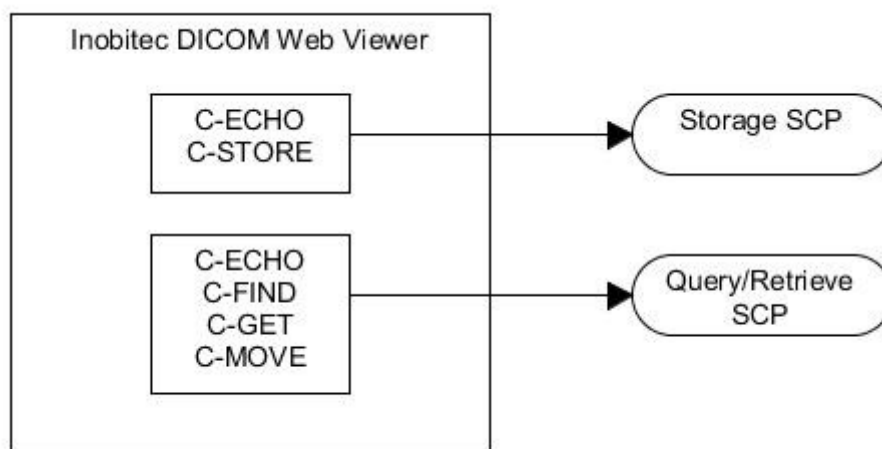 Inobitec DICOM Web Viewer
C-ECHO
C-STORE
Storage SCP
C-ECHO
C-FIND
C-GET
C-MOVE
Query/Retrieve
SCP